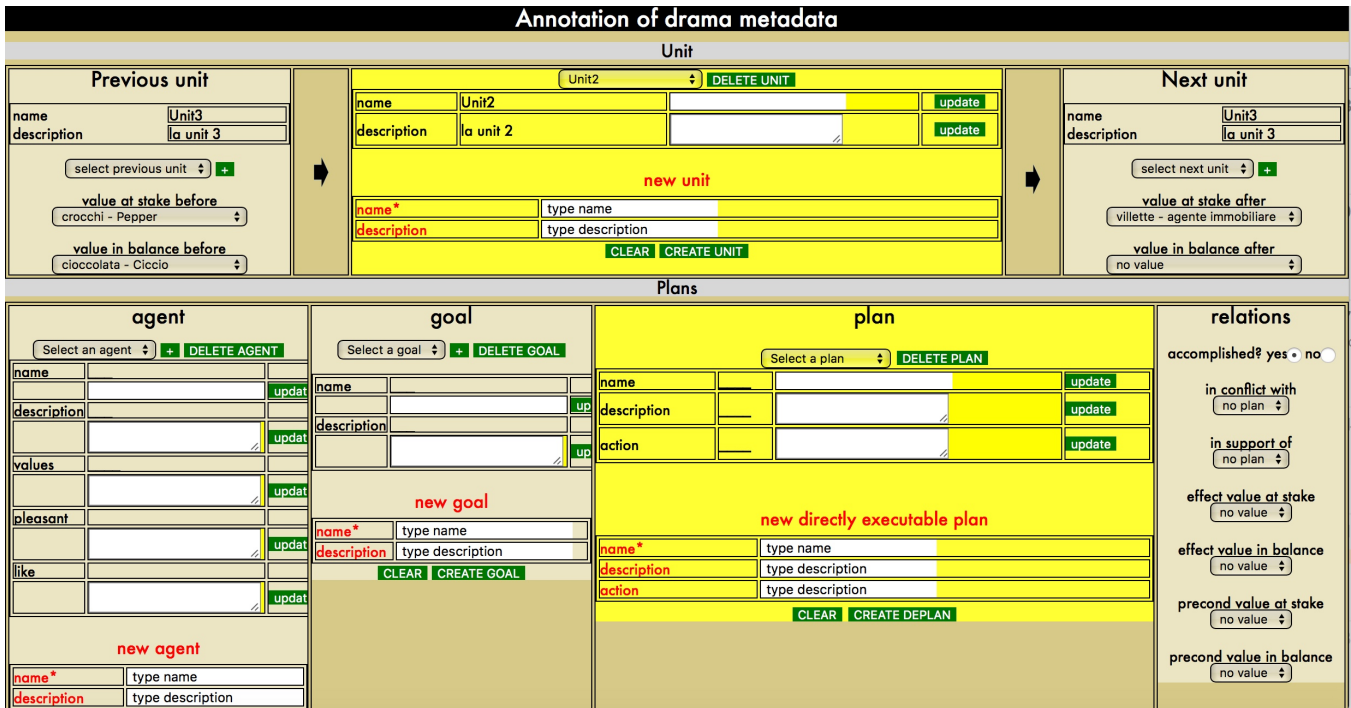 Annotation of drama metadata
Unit
Previous unit
name Unit3
description la unit 3
select previous unit +
value at stake before
crocchi - Pepper
value in balance before
cioccolata - Ciccio
Unit2 DELETE UNIT
name Unit2 update
description la unit 2 update
new unit
name* type name
description type description
CLEAR CREATE UNIT
Next unit
name Unit3
description la unit 3
select next unit +
value at stake after
villette - agente immobiliare
value in balance after
no value
Plans
agent
Select an agent + DELETE AGENT
name
updat
description
updat
values
updat
pleasant
updat
like
updat
new agent
name* type name
description type description
goal
Select a goal + DELETE GOAL
name
up
description
up
new goal
name* type name
description type description
CLEAR CREATE GOAL
plan
Select a plan DELETE PLAN
name update
description update
action update
new directly executable plan
name* type name
description type description
action type description
CLEAR CREATE DEPLAN
relations
accomplished? yes no
in conflict with
no plan
in support of
no plan
effect value at stake
no value
effect value in balance
no value
precond value at stake
no value
precond value in balance
no value